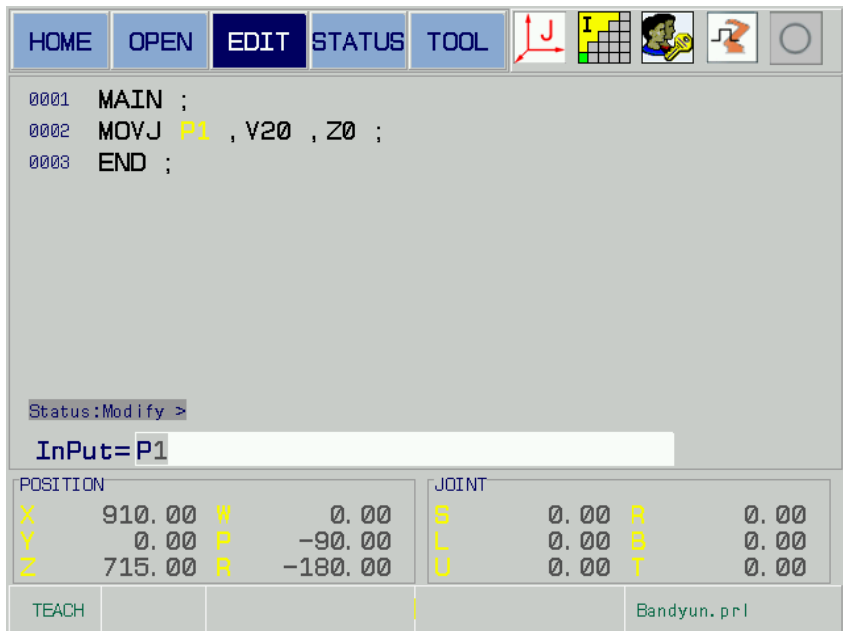 HOME OPEN EDIT STATUS TOOL J I
0001 MAIN ;
0002 MOVJ P1 , V20 , Z0 ;
0003 END ;
Status:Modify >
InPut= P1
POSITION JOINT
X 910.00 W 0.00 S 0.00 R 0.00
Y 0.00 P -90.00 L 0.00 B 0.00
Z 715.00 R -180.00 U 0.00 T 0.00
TEACH Bandyun.prl